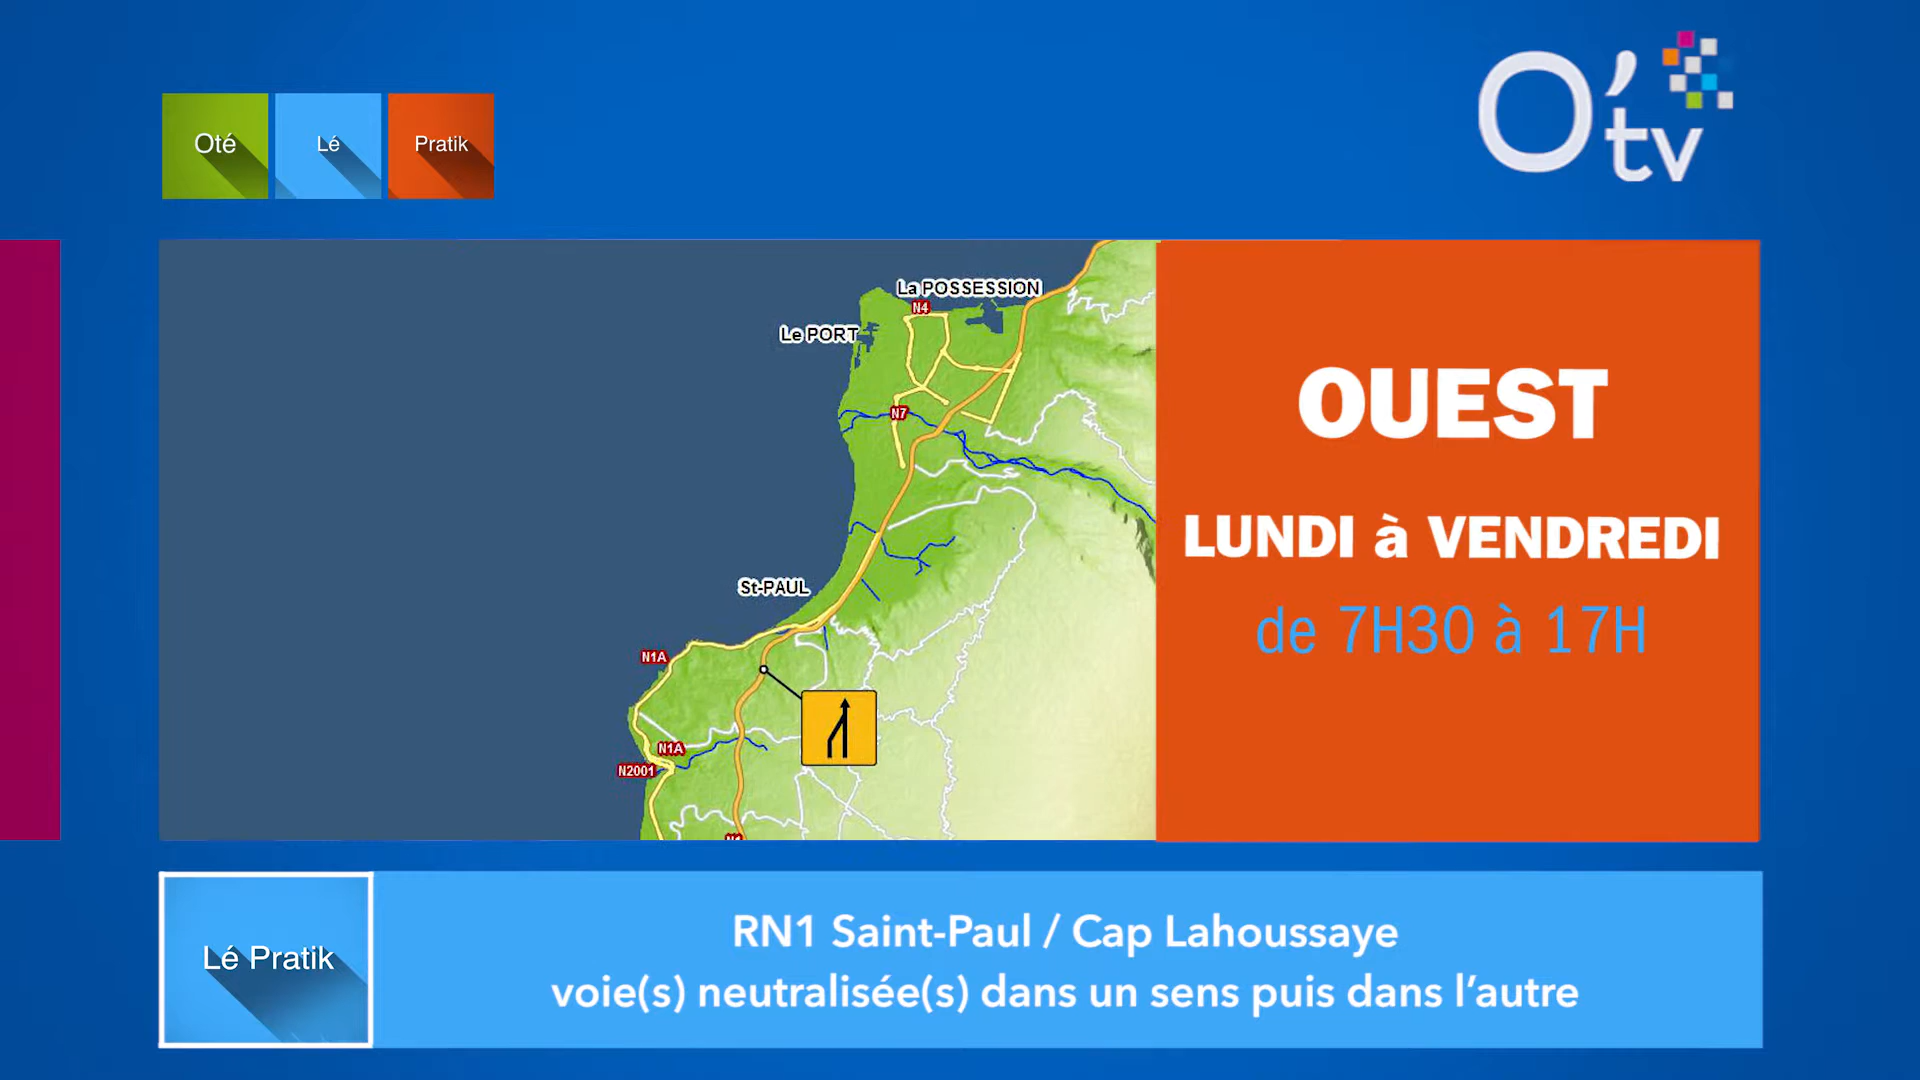 Oté
Lé
Pratik
O'tv
La POSSESSION
N4
Le PORT
N7
St-PAUL
N1A
N1A
N2001
N1
OUEST
LUNDI à VENDREDI
de 7H30 à 17H
Lé Pratik
RN1 Saint-Paul / Cap Lahoussaye
voie(s) neutralisée(s) dans un sens puis dans l’autre